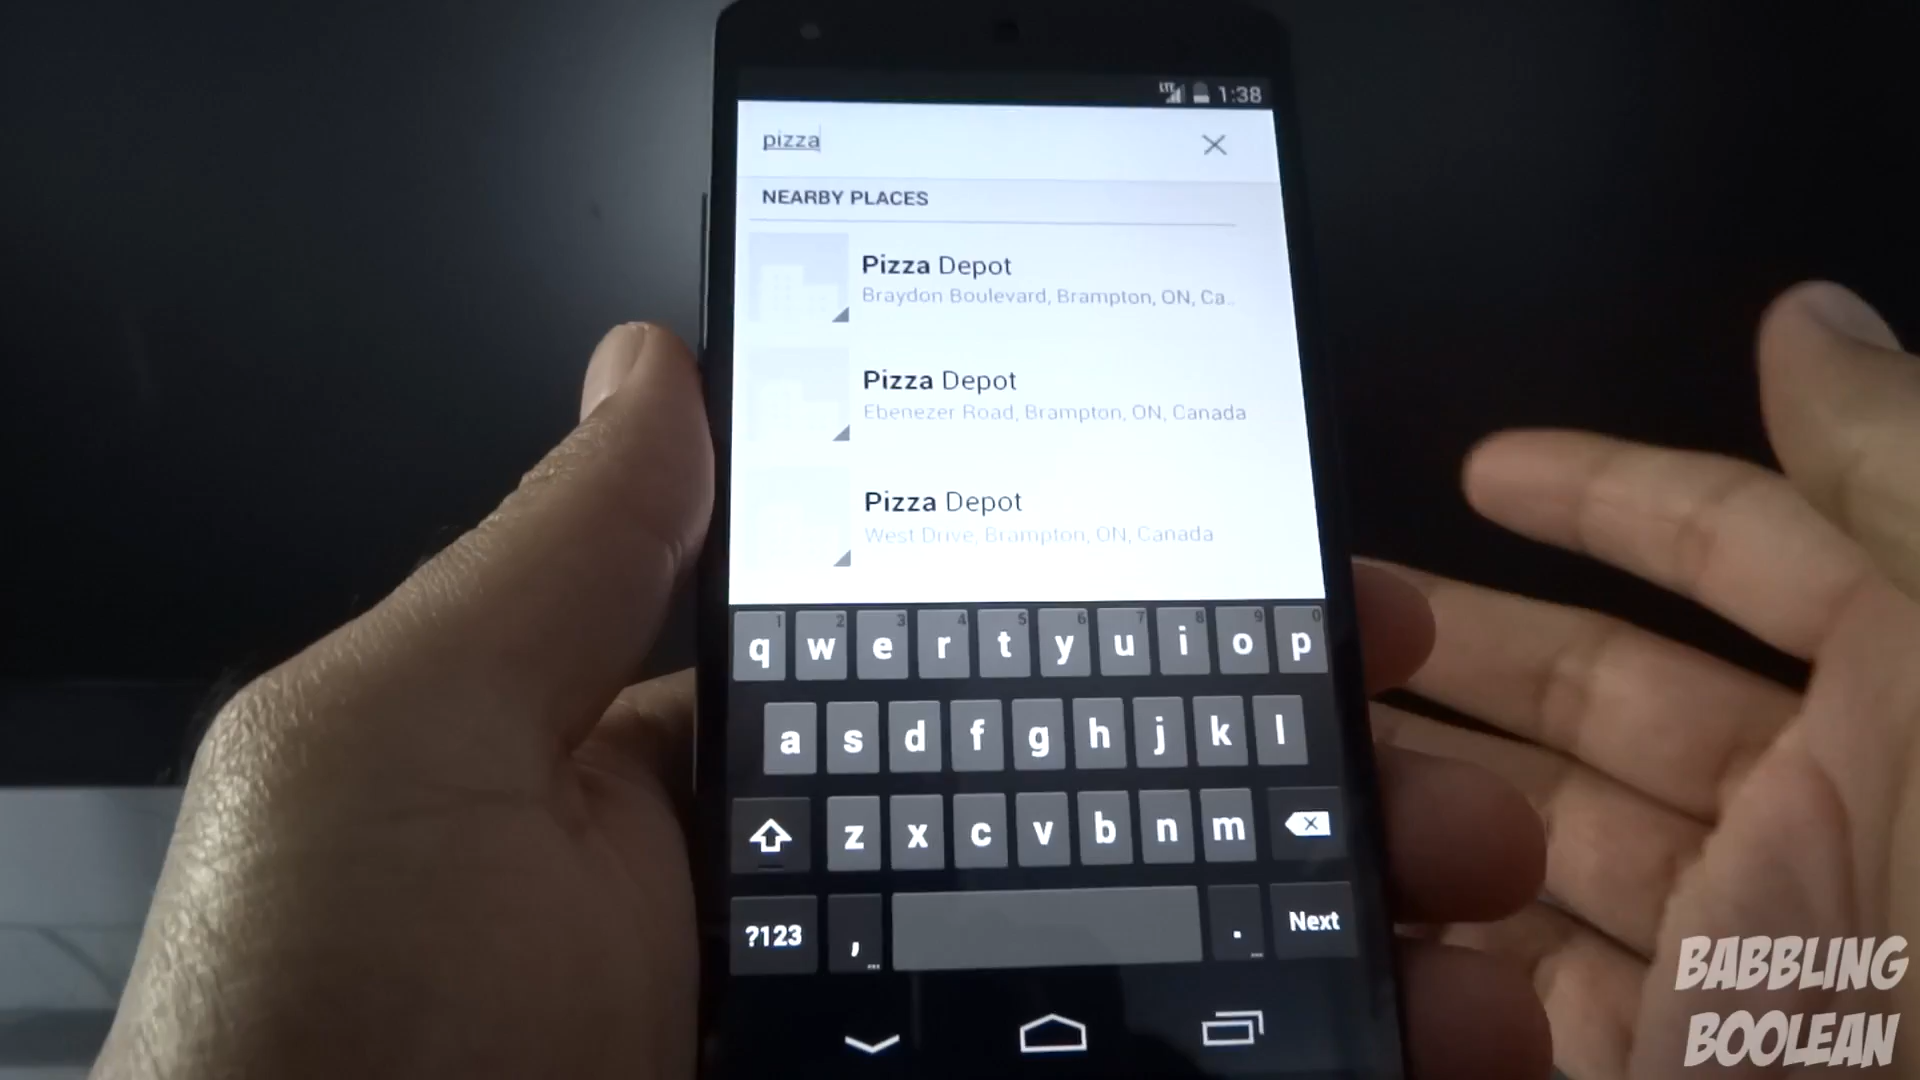 LTE 1:38
pizza
NEARBY PLACES
Pizza Depot
Braydon Boulevard, Brampton, ON, Ca..
Pizza Depot
Ebenezer Road, Brampton, ON, Canada
Pizza Depot
West Drive, Brampton, ON, Canada
1 2 3 4 5 6 7 8 9 0
q w e r t y u i o p
a s d f g h j k l
z x c v b n m
?123 , ... . ... Next
BABBLING
BOOLEAN